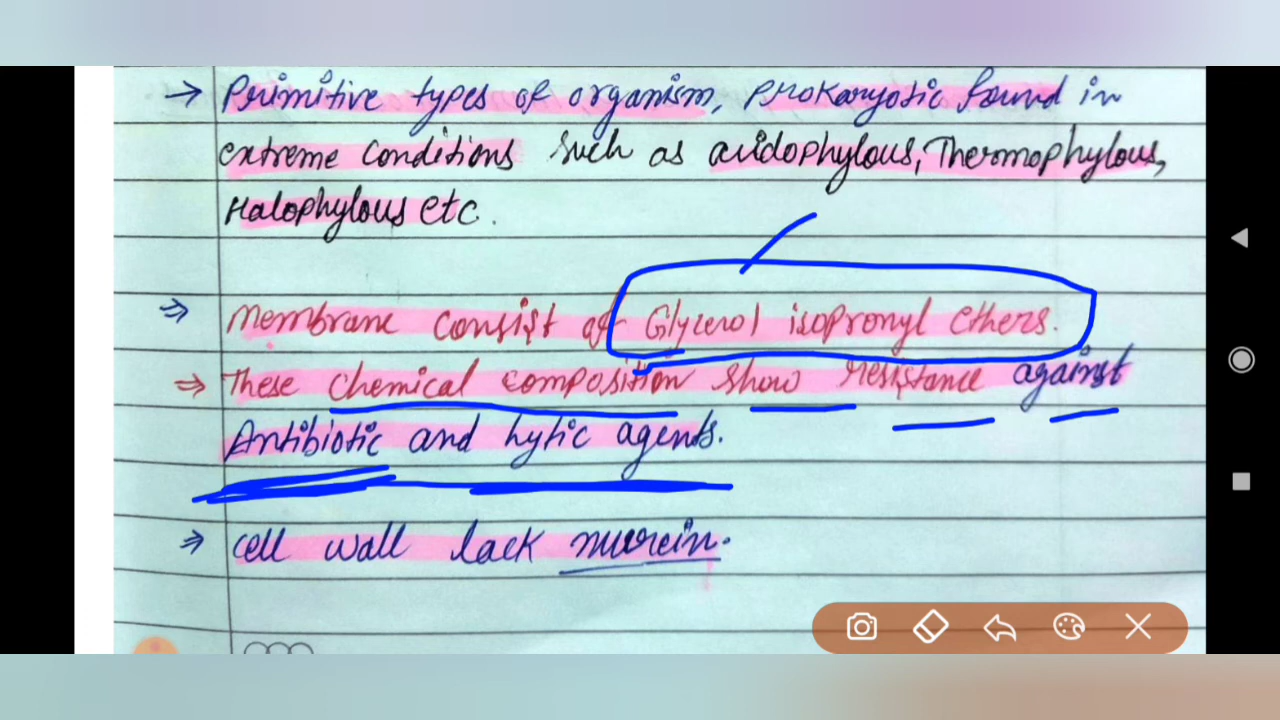 → Primitive types of organism, Prokaryotic found in
extreme conditions such as acidophylous, Thermophylous,
Halophylous etc.
⇒ Membrane consist of Glycerol isopronyl ethers.
⇒ These chemical composition show resistance against
Antibiotic and lytic agents.
⇒ cell wall lack murein.